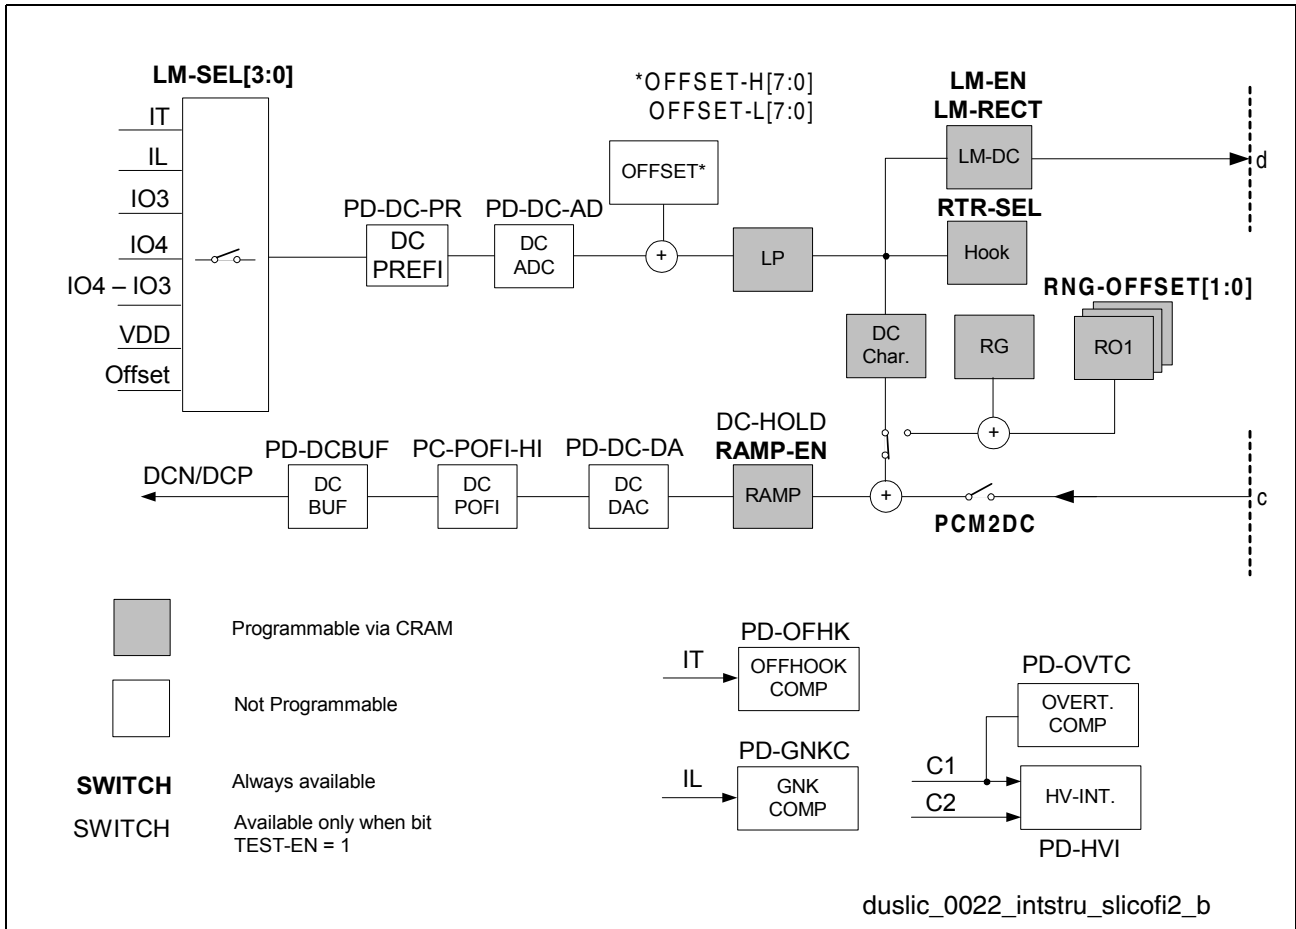 LM-SEL[3:0]
IT
IL
IO3
IO4
IO4 – IO3
VDD
Offset
*OFFSET-H[7:0]
OFFSET-L[7:0]
OFFSET*
PD-DC-PR
DC
PREFI
PD-DC-AD
DC
ADC
+
LP
LM-EN
LM-RECT
LM-DC
d
RTR-SEL
Hook
RNG-OFFSET[1:0]
DC
Char.
RG
RO1
+
DCN/DCP
PD-DCBUF
DC
BUF
PC-POFI-HI
DC
POFI
PD-DC-DA
DC
DAC
DC-HOLD
RAMP-EN
RAMP
+
PCM2DC
c
Programmable via CRAM
Not Programmable
SWITCH
Always available
SWITCH
Available only when bit
TEST-EN = 1
PD-OFHK
IT
OFFHOOK
COMP
PD-GNKC
IL
GNK
COMP
PD-OVTC
OVERT.
COMP
C1
C2
HV-INT.
PD-HVI
duslic_0022_intstru_slicofi2_b